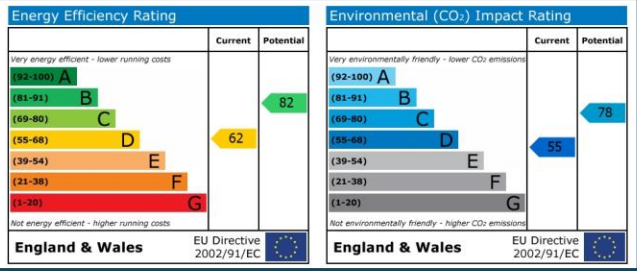 Energy Efficiency Rating
Current Potential
Very energy efficient - lower running costs
(92-100) A
(81-91) B
82
(69-80) C
(55-68) D
62
(39-54) E
(21-38) F
(1-20) G
Not energy efficient - higher running costs
England & Wales
EU Directive
2002/91/EC
Environmental (CO₂) Impact Rating
Current Potential
Very environmentally friendly - lower CO₂ emissions
(92-100) A
(81-91) B
(69-80) C
78
(55-68) D
55
(39-54) E
(21-38) F
(1-20) G
Not environmentally friendly - higher CO₂ emissions
England & Wales
EU Directive
2002/91/EC